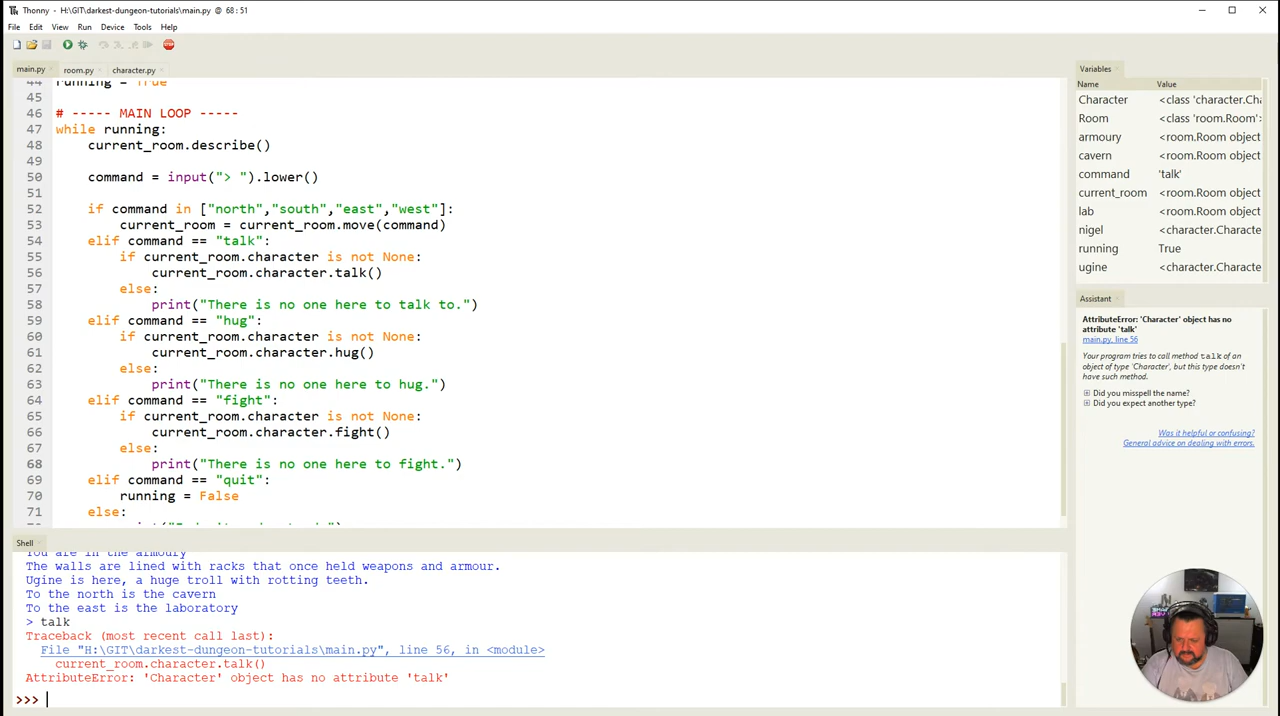 Thonny - H:\GIT\darkest-dungeon-tutorials\main.py @ 68 : 51
File Edit View Run Device Tools Help
main.py room.py character.py
44 running = True
45
46 # ----- MAIN LOOP -----
47 while running:
48 current_room.describe()
49
50 command = input("> ").lower()
51
52 if command in ["north","south","east","west"]:
53 current_room = current_room.move(command)
54 elif command == "talk":
55 if current_room.character is not None:
56 current_room.character.talk()
57 else:
58 print("There is no one here to talk to.")
59 elif command == "hug":
60 if current_room.character is not None:
61 current_room.character.hug()
62 else:
63 print("There is no one here to hug.")
64 elif command == "fight":
65 if current_room.character is not None:
66 current_room.character.fight()
67 else:
68 print("There is no one here to fight.")
69 elif command == "quit":
70 running = False
71 else:
Shell
You are in the armoury
The walls are lined with racks that once held weapons and armour.
Ugine is here, a huge troll with rotting teeth.
To the north is the cavern
To the east is the laboratory
> talk
Traceback (most recent call last):
File "H:\GIT\darkest-dungeon-tutorials\main.py", line 56, in <module>
current_room.character.talk()
AttributeError: 'Character' object has no attribute 'talk'
>>>
Variables
Name Value
Character <class 'character.Cha
Room <class 'room.Room'>
armoury <room.Room object
cavern <room.Room object
command 'talk'
current_room <room.Room object
lab <room.Room object
nigel <character.Characte
running True
ugine <character.Characte
Assistant
AttributeError: 'Character' object has no
attribute 'talk'
main.py, line 56
Your program tries to call method talk of an
object of type 'Character', but this type doesn't
have such method.
Did you misspell the name?
Did you expect another type?
Was it helpful or confusing?
General advice on dealing with errors.